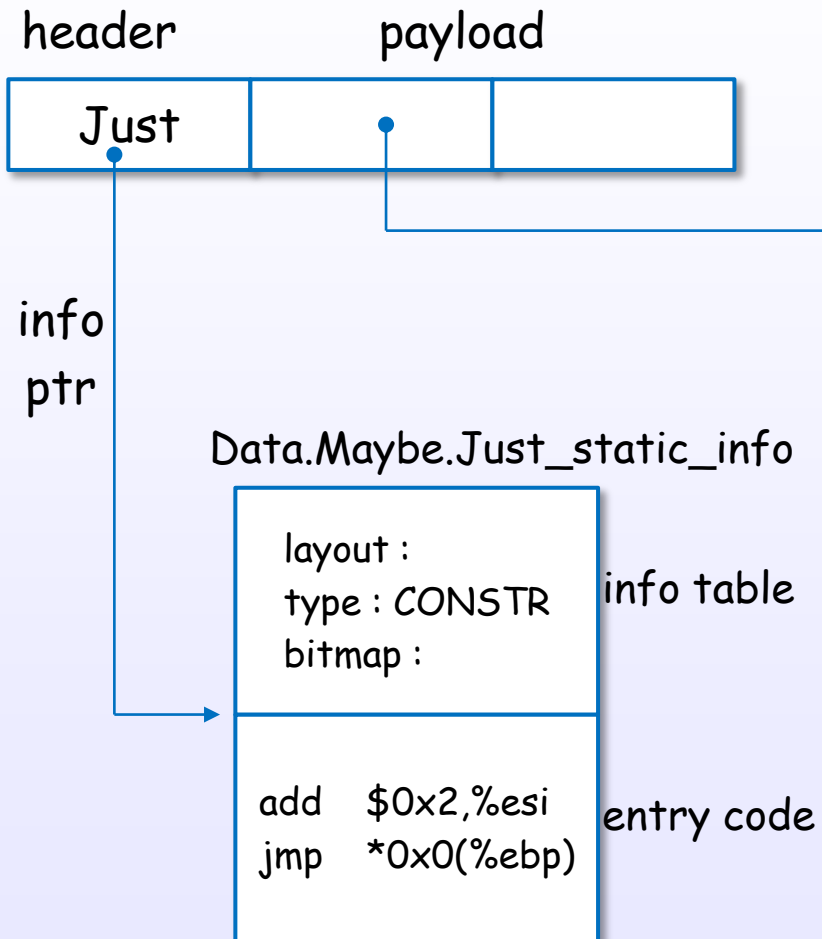 header payload
Just
info
ptr
Data.Maybe.Just_static_info
layout :
type : CONSTR
bitmap :
info table
add $0x2,%esi
jmp *0x0(%ebp)
entry code